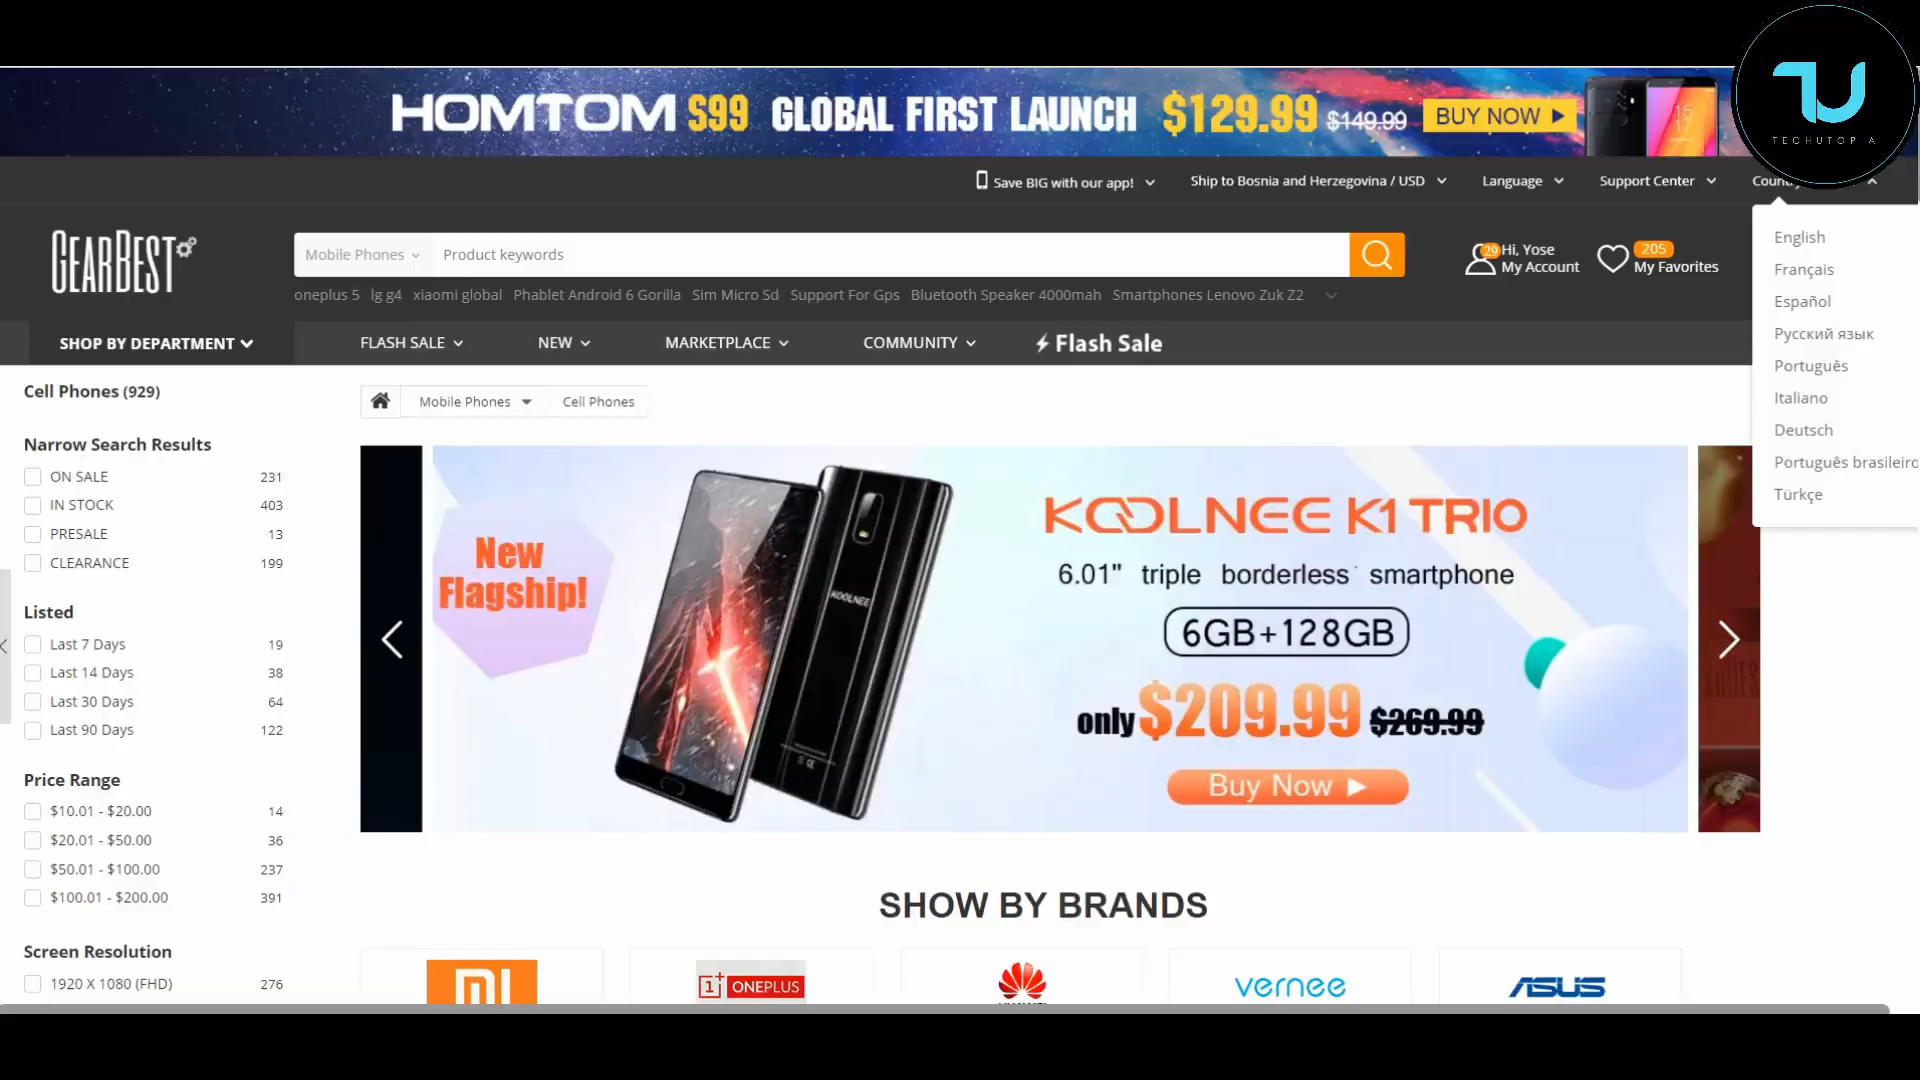 HOMTOM S99 GLOBAL FIRST LAUNCH $129.99 $149.99 BUY NOW
TU
TECHUTOPIA
Save BIG with our app! Ship to Bosnia and Herzegovina / USD Language Support Center
GEARBEST
Mobile Phones Product keywords
29 Hi, Yose
My Account
205
My Favorites
oneplus 5 lg g4 xiaomi global Phablet Android 6 Gorilla Sim Micro Sd Support For Gps Bluetooth Speaker 4000mah Smartphones Lenovo Zuk Z2
English
Français
Español
Русский язык
Português
Italiano
Deutsch
Português brasileiro
Türkçe
SHOP BY DEPARTMENT FLASH SALE NEW MARKETPLACE COMMUNITY Flash Sale
Cell Phones (929)
Narrow Search Results
ON SALE 231
IN STOCK 403
PRESALE 13
CLEARANCE 199
Listed
Last 7 Days 19
Last 14 Days 38
Last 30 Days 64
Last 90 Days 122
Price Range
$10.01 - $20.00 14
$20.01 - $50.00 36
$50.01 - $100.00 237
$100.01 - $200.00 391
Screen Resolution
1920 X 1080 (FHD) 276
Mobile Phones Cell Phones
New
Flagship!
KOOLNEE
KOOLNEE K1 TRIO
6.01" triple borderless smartphone
6GB+128GB
only $209.99 $269.99
Buy Now
SHOW BY BRANDS
MI
1+ ONEPLUS
vernee
ASUS